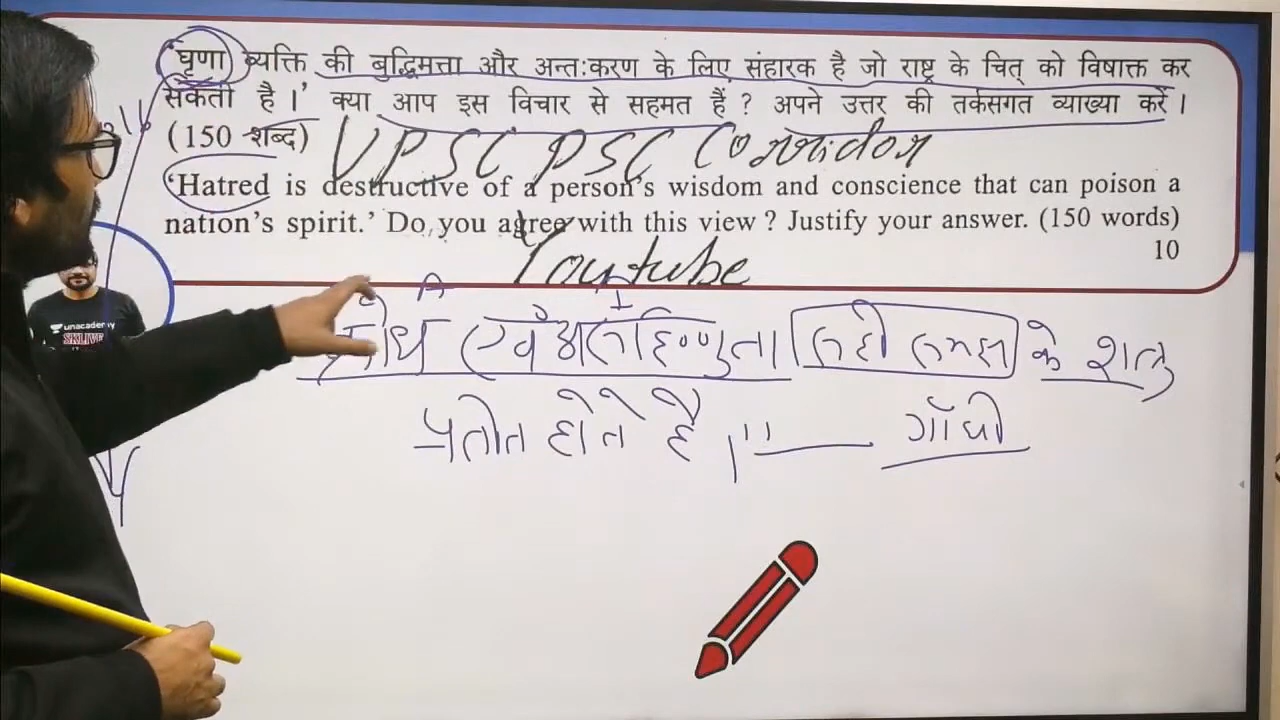 'घृणा व्यक्ति की बुद्धिमत्ता और अन्तःकरण के लिए संहारक है जो राष्ट्र के चित् को विषाक्त कर
सकती है।' क्या आप इस विचार से सहमत हैं ? अपने उत्तर की तर्कसंगत व्याख्या करें।
(150 शब्द)
UPSC PSC Corridor
'Hatred is destructive of a person's wisdom and conscience that can poison a
nation's spirit.' Do you agree with this view ? Justify your answer. (150 words)
10
Youtube
unacademy
SKLIVE
A I
क्रोध एवं असहिष्णुता सही समझ के शत्रु
प्रतीत होते है।" — गाँधी